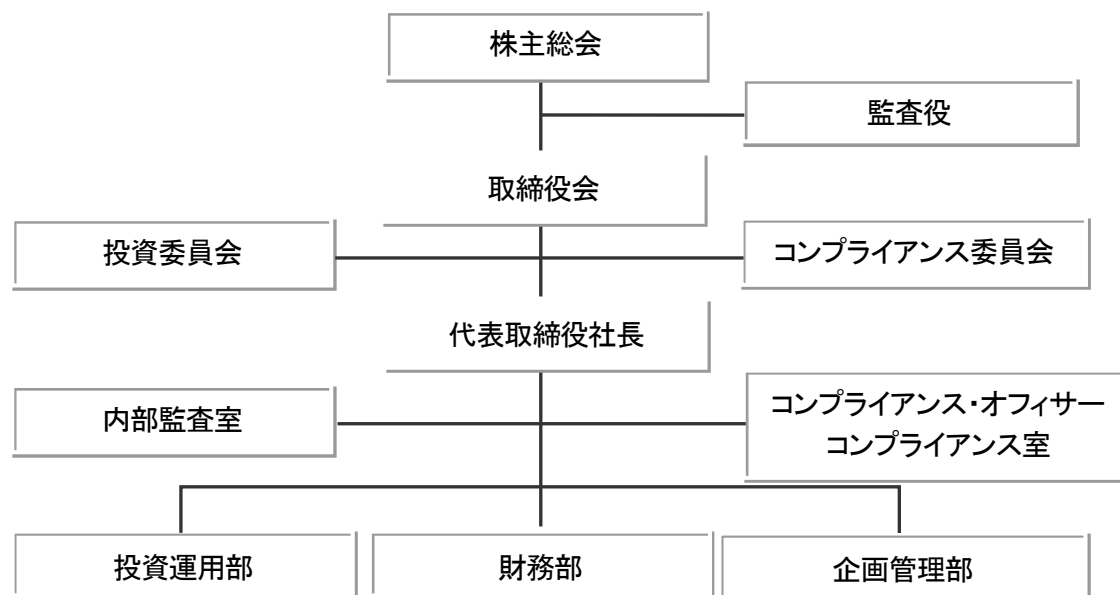 株主総会
監査役
取締役会
投資委員会
コンプライアンス委員会
代表取締役社長
内部監査室
コンプライアンス・オフィサー
コンプライアンス室
投資運用部
財務部
企画管理部